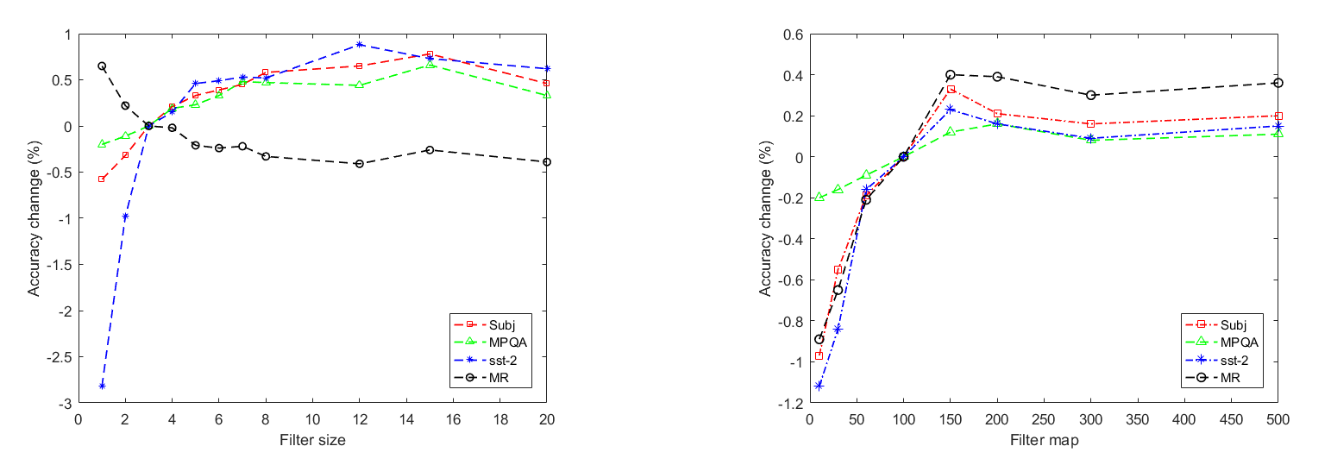 1
0.5
0
-0.5
-1
-1.5
-2
-2.5
-3
Accuracy channge (%)
0 2 4 6 8 10 12 14 16 18 20
Filter size
Subj
MPQA
sst-2
MR
0.6
0.4
0.2
0
-0.2
-0.4
-0.6
-0.8
-1
-1.2
Accuracy channge (%)
0 50 100 150 200 250 300 350 400 450 500
Filter map
Subj
MPQA
sst-2
MR